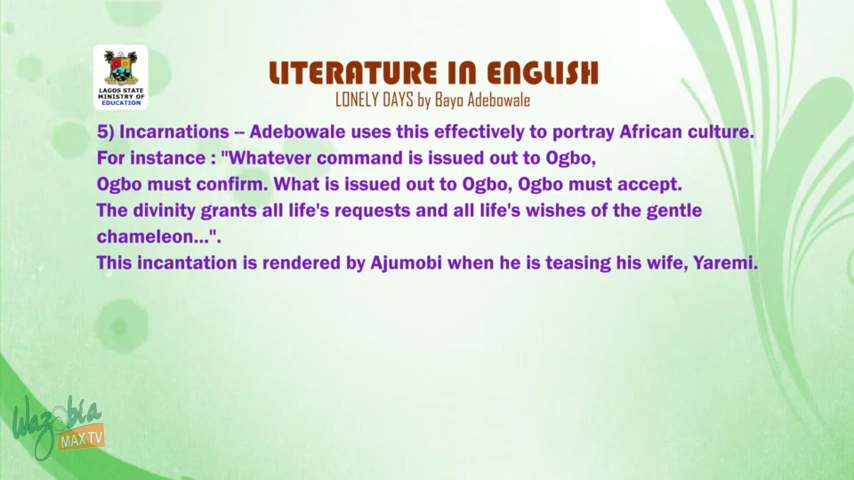 LAGOS STATE
MINISTRY OF
EDUCATION
LITERATURE IN ENGLISH
LONELY DAYS by Bayo Adebowale
5) Incarnations -- Adebowale uses this effectively to portray African culture.
For instance : "Whatever command is issued out to Ogbo,
Ogbo must confirm. What is issued out to Ogbo, Ogbo must accept.
The divinity grants all life's requests and all life's wishes of the gentle
chameleon...".
This incantation is rendered by Ajumobi when he is teasing his wife, Yaremi.
Wazobia
MAX TV